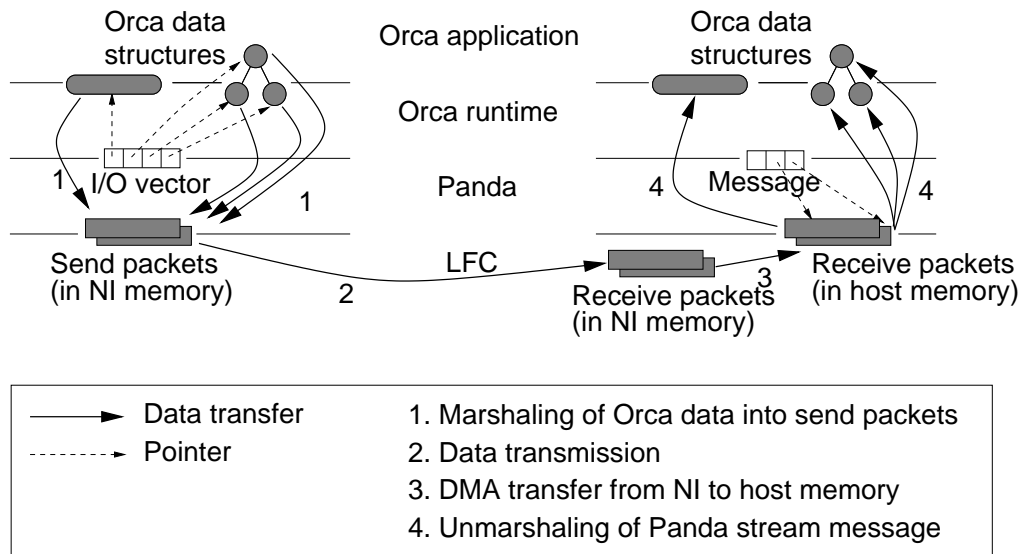 Orca data
structures
Orca application
Orca data
structures
Orca runtime
1
I/O vector
1
Panda
4
Message
4
Send packets
(in NI memory)
2
LFC
Receive packets
(in NI memory)
3
Receive packets
(in host memory)
Data transfer
Pointer
1. Marshaling of Orca data into send packets
2. Data transmission
3. DMA transfer from NI to host memory
4. Unmarshaling of Panda stream message